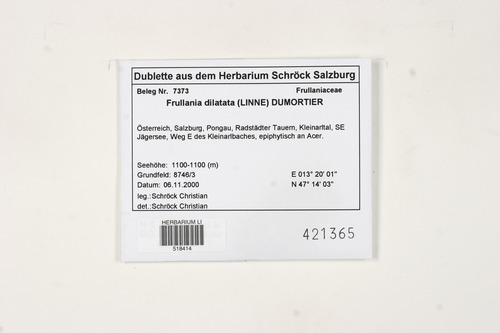 Dublette aus dem Herbarium Schröck Salzburg
Beleg Nr. 7373 Frullaniaceae
Frullania dilatata (LINNE) DUMORTIER
Österreich, Salzburg, Pongau, Radstädter Tauern, Kleinarltal, SE
Jägersee, Weg E des Kleinarlbaches, epiphytisch an Acer.
Seehöhe: 1100-1100 (m)
Grundfeld: 8746/3 E 013° 20' 01"
Datum: 06.11.2000 N 47° 14' 03"
leg.:Schröck Christian
det.:Schröck Christian
HERBARIUM LI
518414
421365